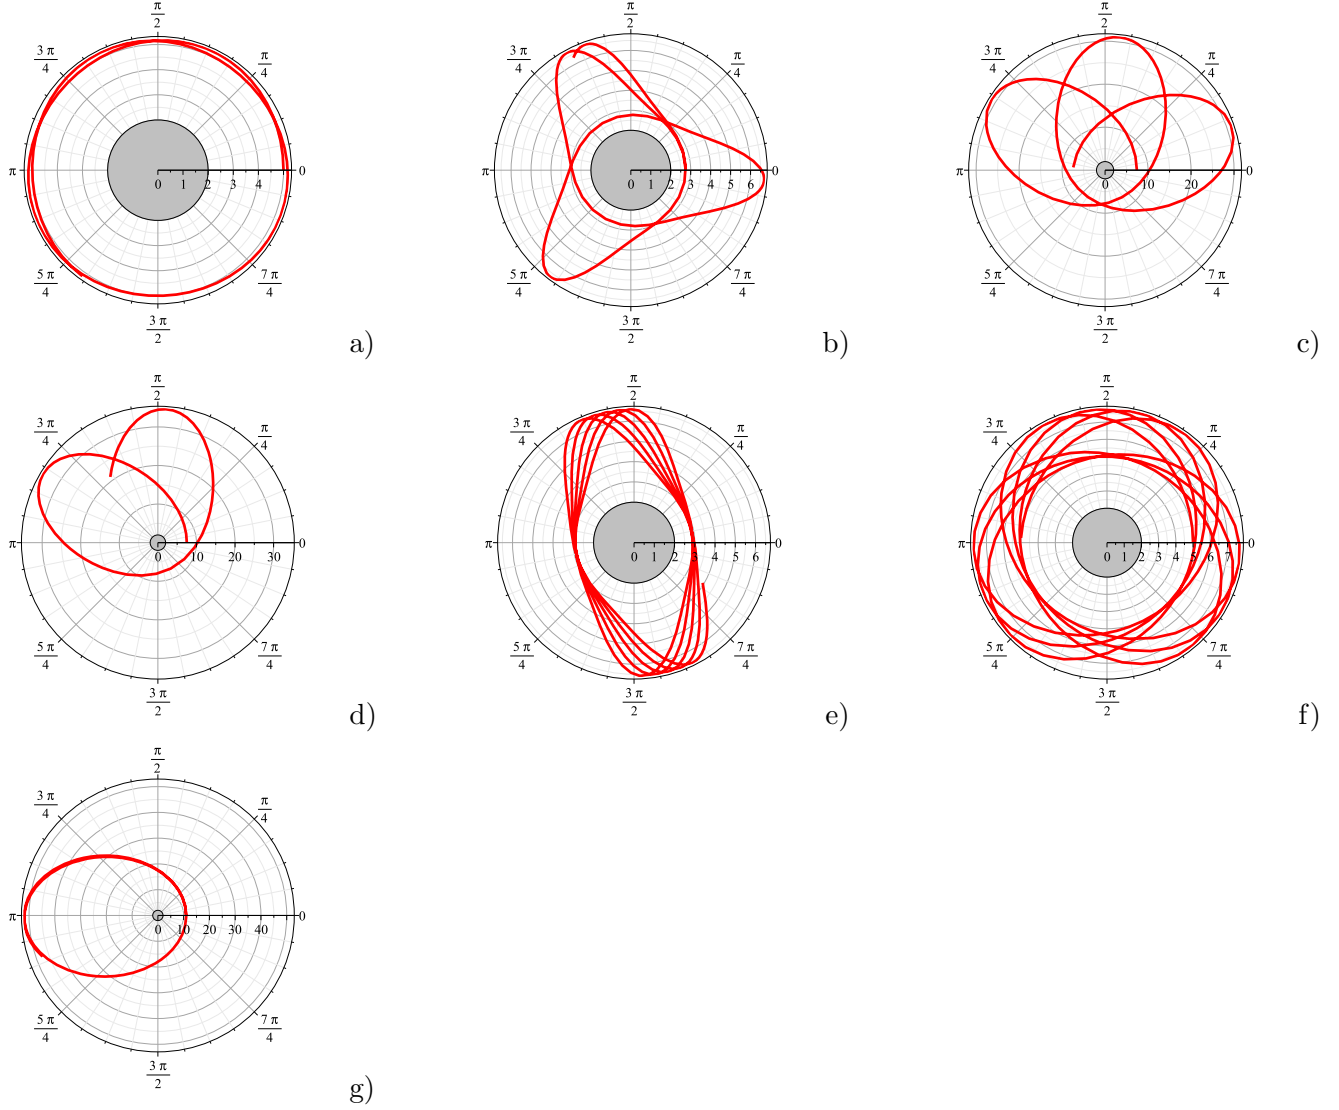 π/2 π/2 π/2
3π/4 π/4 3π/4 π/4 3π/4 π/4
π 0 1 2 3 4 0 π 0 1 2 3 4 5 6 0 π 0 10 20 0
5π/4 7π/4 5π/4 7π/4 5π/4 7π/4
3π/2 3π/2 3π/2
a) b) c)
π/2 π/2 π/2
3π/4 π/4 3π/4 π/4 3π/4 π/4
π 0 10 20 30 0 π 0 1 2 3 4 5 6 0 π 0 1 2 3 4 5 6 7 0
5π/4 7π/4 5π/4 7π/4 5π/4 7π/4
3π/2 3π/2 3π/2
d) e) f)
π/2
3π/4 π/4
π 0 10 20 30 40 0
5π/4 7π/4
3π/2
g)